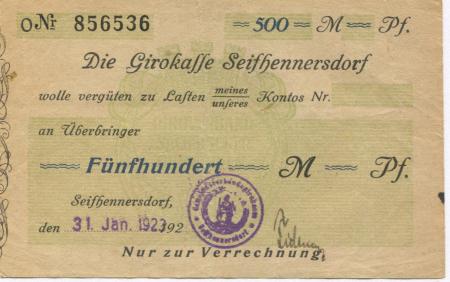 No 856536 500 M Pf.
Die Girokasse Seifhennersdorf
wolle vergüten zu Lasten meines
unseres Kontos Nr.
an Überbringer
Fünfhundert M Pf.
Seifhennersdorf,
den 31. Jan. 1923 192
Nur zur Verrechnung.